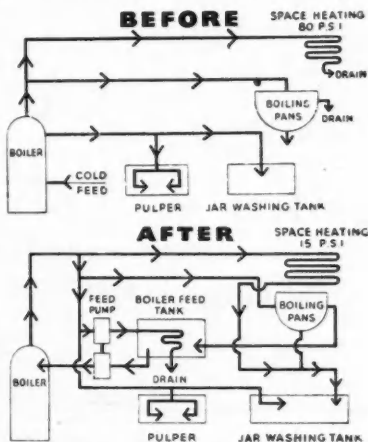 BEFORE
SPACE HEATING
80 P.S.I
DRAIN
BOILING
PANS
DRAIN
BOILER
COLD
FEED
PULPER
JAR WASHING TANK
AFTER
SPACE HEATING
15 P.S.I
FEED
PUMP
BOILER FEED
TANK
BOILING
PANS
BOILER
DRAIN
PULPER
JAR WASHING TANK